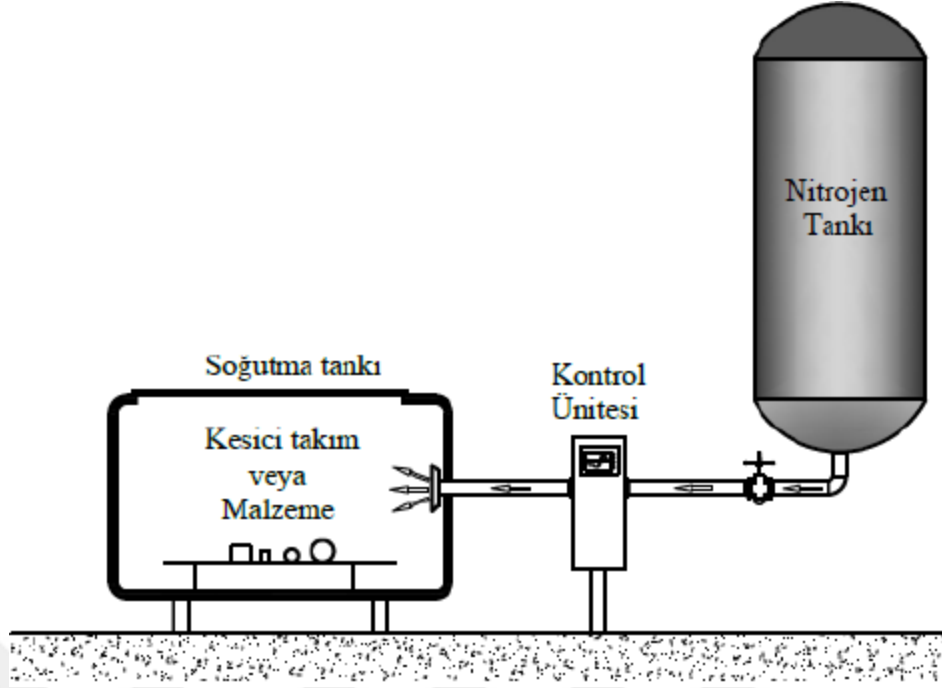 Nitrojen
Tankı
Soğutma tankı
Kontrol
Ünitesi
Kesici takım
veya
Malzeme